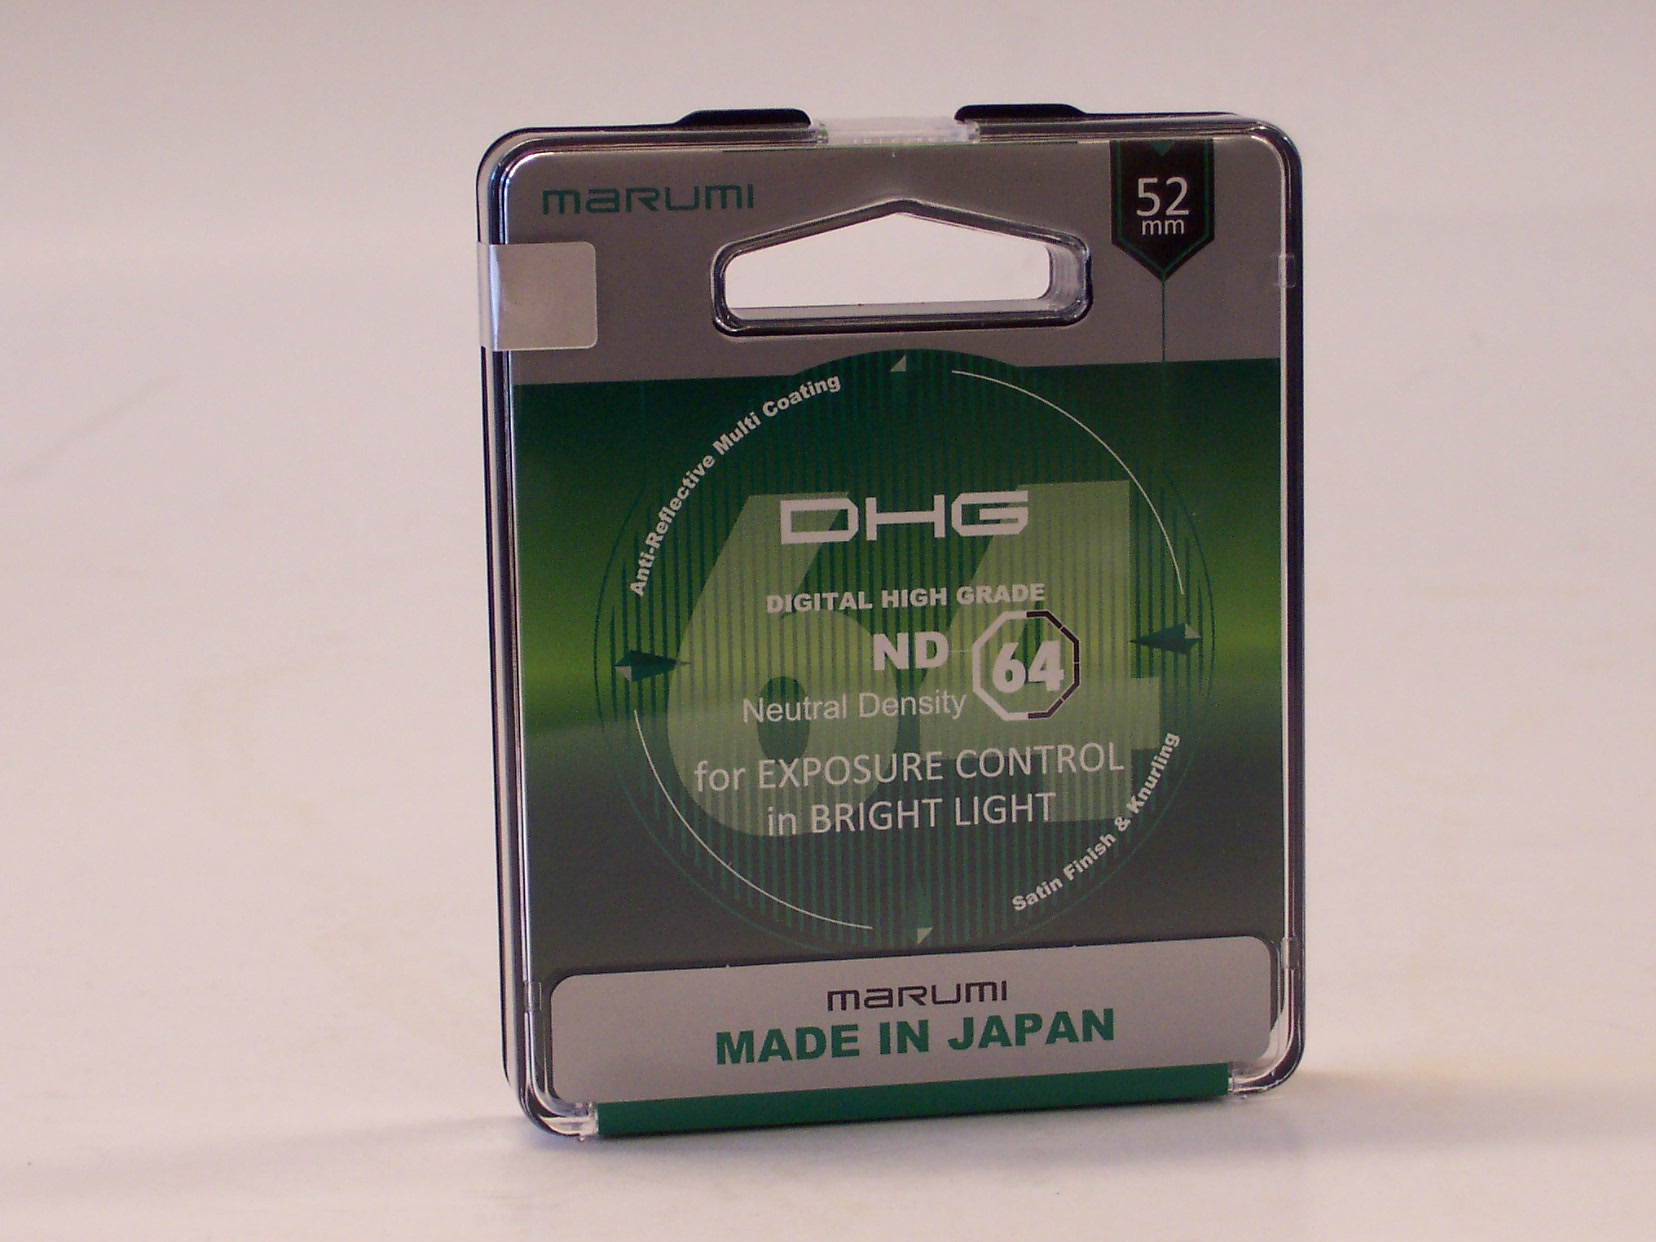 marumi
52
mm
Anti-Reflective Multi Coating
64
DHG
DIGITAL HIGH GRADE
ND 64
Neutral Density
for EXPOSURE CONTROL
in BRIGHT LIGHT
Satin Finish & Knurling
marumi
MADE IN JAPAN